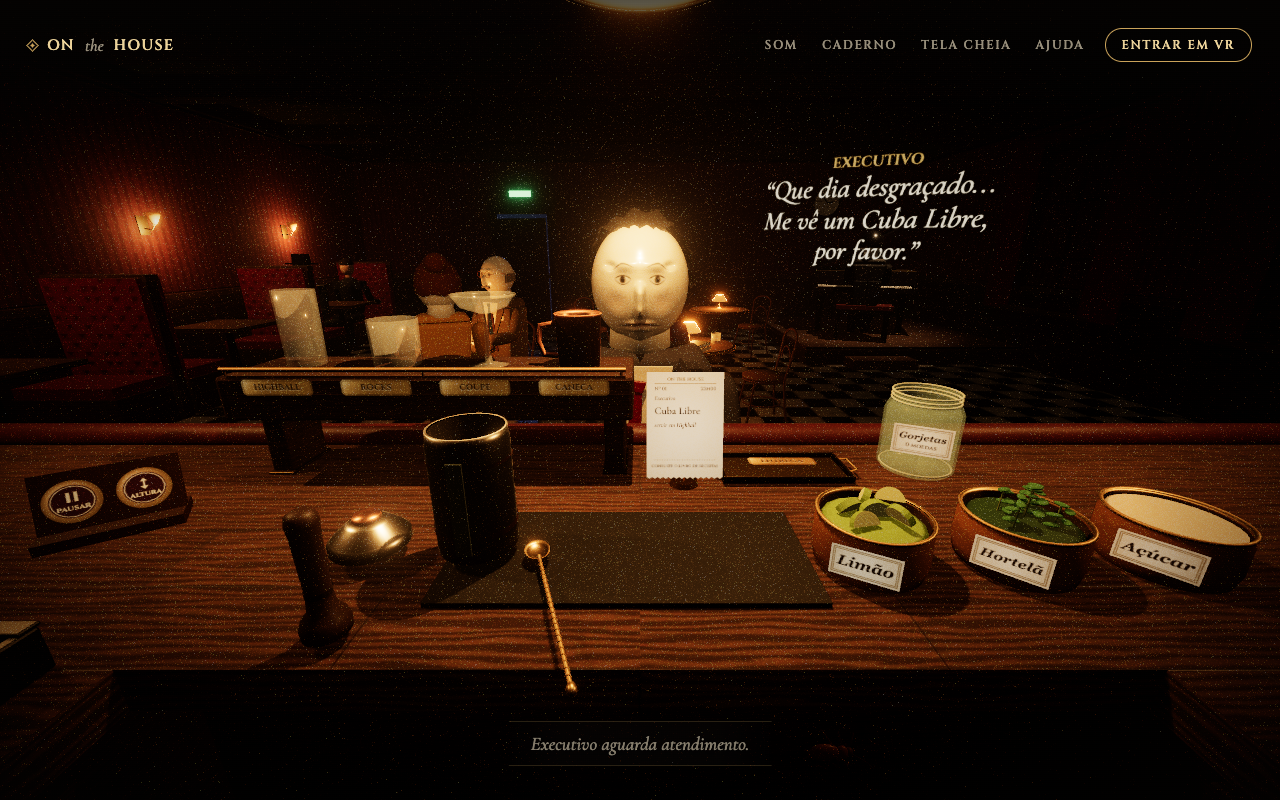 ON the HOUSE
SOM
CADERNO
TELA CHEIA
AJUDA
ENTRAR EM VR
EXECUTIVO
“Que dia desgraçado…
Me vê um Cuba Libre,
por favor.”
HIGHBALL
ROCKS
COUPE
CANECA
Executivo
Cuba Libre
Gorjetas
PAUSAR
ALTURA
Limão
Hortelã
Açúcar
Executivo aguarda atendimento.